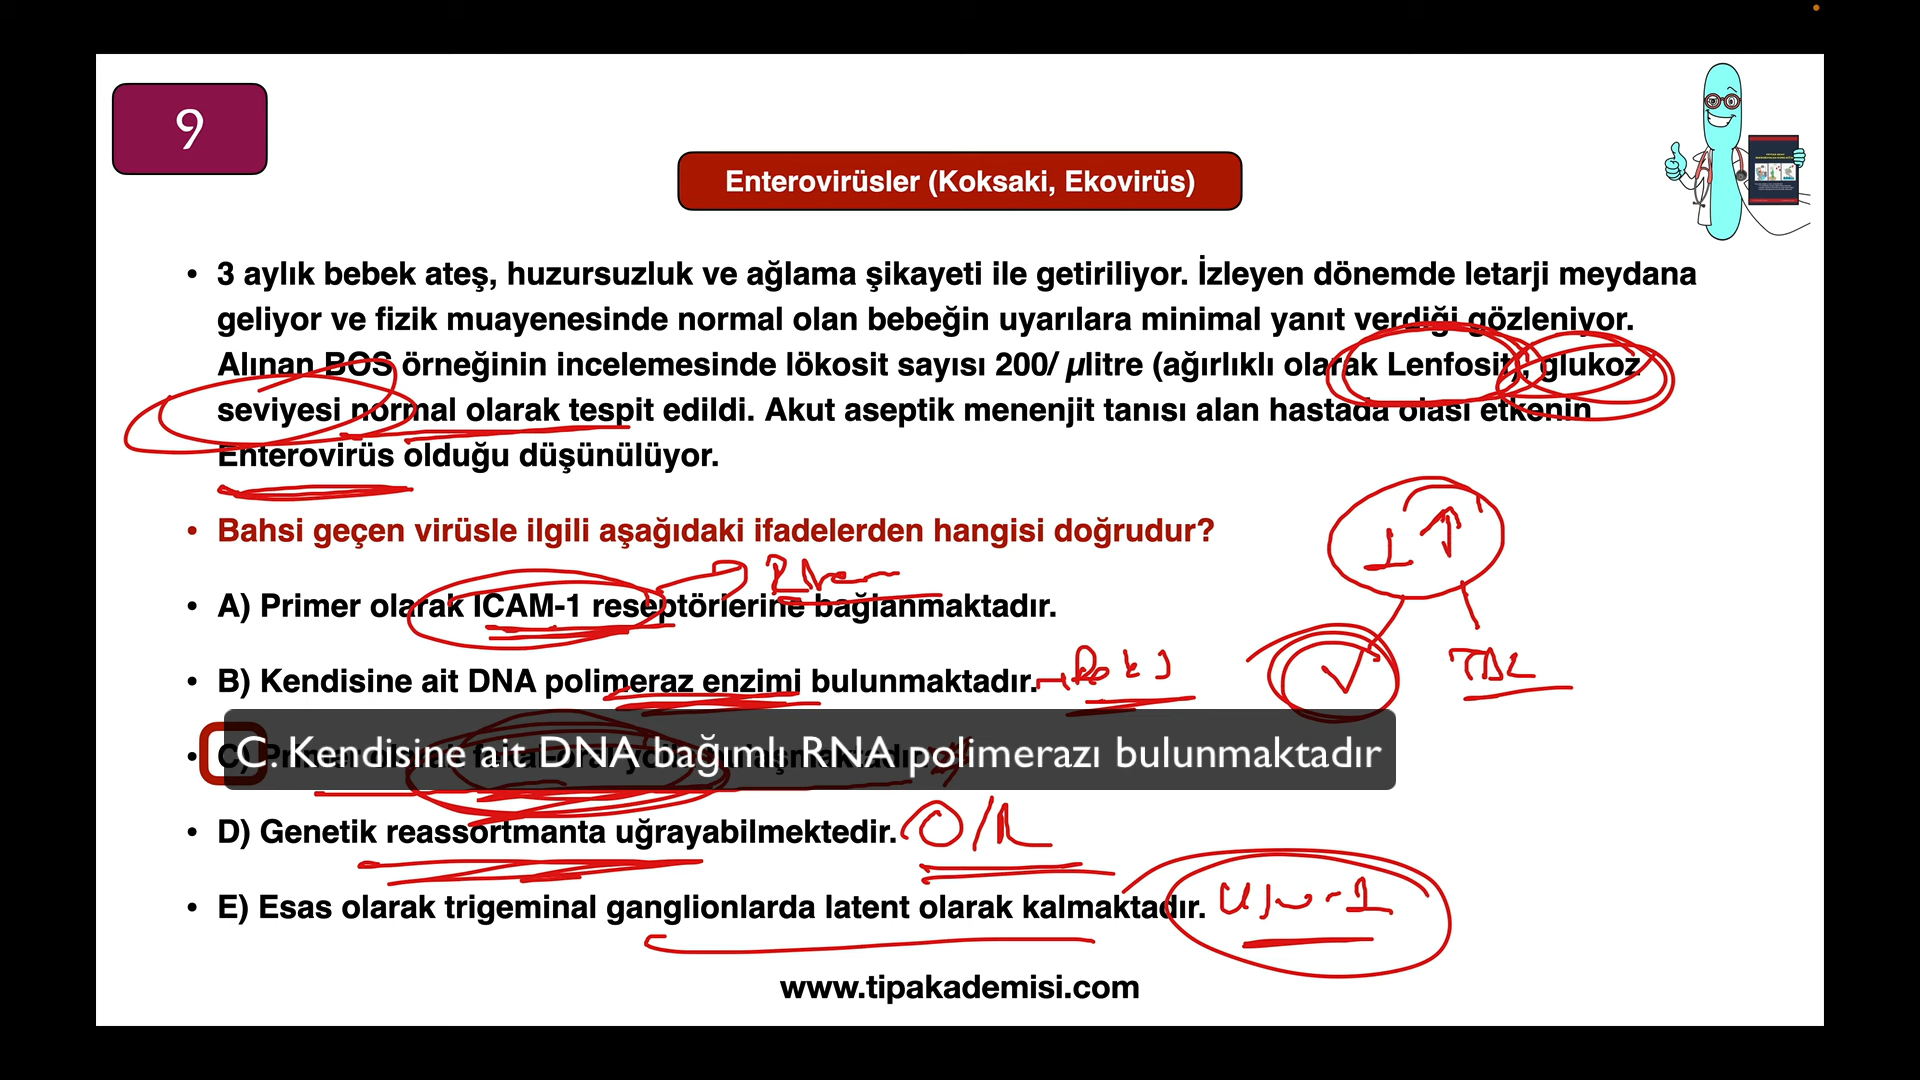 9
Enterovirüsler (Koksaki, Ekovirüs)
• 3 aylık bebek ateş, huzursuzluk ve ağlama şikayeti ile getiriliyor. İzleyen dönemde letarji meydana
geliyor ve fizik muayenesinde normal olan bebeğin uyarılara minimal yanıt verdiği gözleniyor.
Alınan BOS örneğinin incelemesinde lökosit sayısı 200/ µlitre (ağırlıklı olarak Lenfosit), glukoz
seviyesi normal olarak tespit edildi. Akut aseptik menenjit tanısı alan hastada olası etkenin
Enterovirüs olduğu düşünülüyor.
• Bahsi geçen virüsle ilgili aşağıdaki ifadelerden hangisi doğrudur?
• A) Primer olarak ICAM-1 reseptörlerine bağlanmaktadır.
• B) Kendisine ait DNA polimeraz enzimi bulunmaktadır.
C. Kendisine ait DNA bağımlı RNA polimerazı bulunmaktadır
• D) Genetik reassortmanta uğrayabilmektedir.
• E) Esas olarak trigeminal ganglionlarda latent olarak kalmaktadır.
www.tipakademisi.com